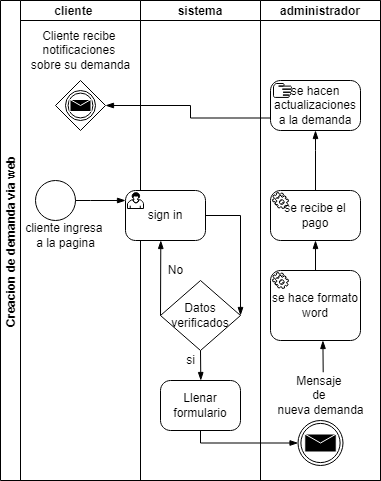 cliente
sistema
administrador
Creacion de demanda via web
Cliente recibe
notificaciones
sobre su demanda
se hacen
actualizaciones
a la demanda
cliente ingresa
a la pagina
sign in
se recibe el
pago
No
Datos
verificados
se hace formato
word
si
Llenar
formulario
Mensaje
de
nueva demanda